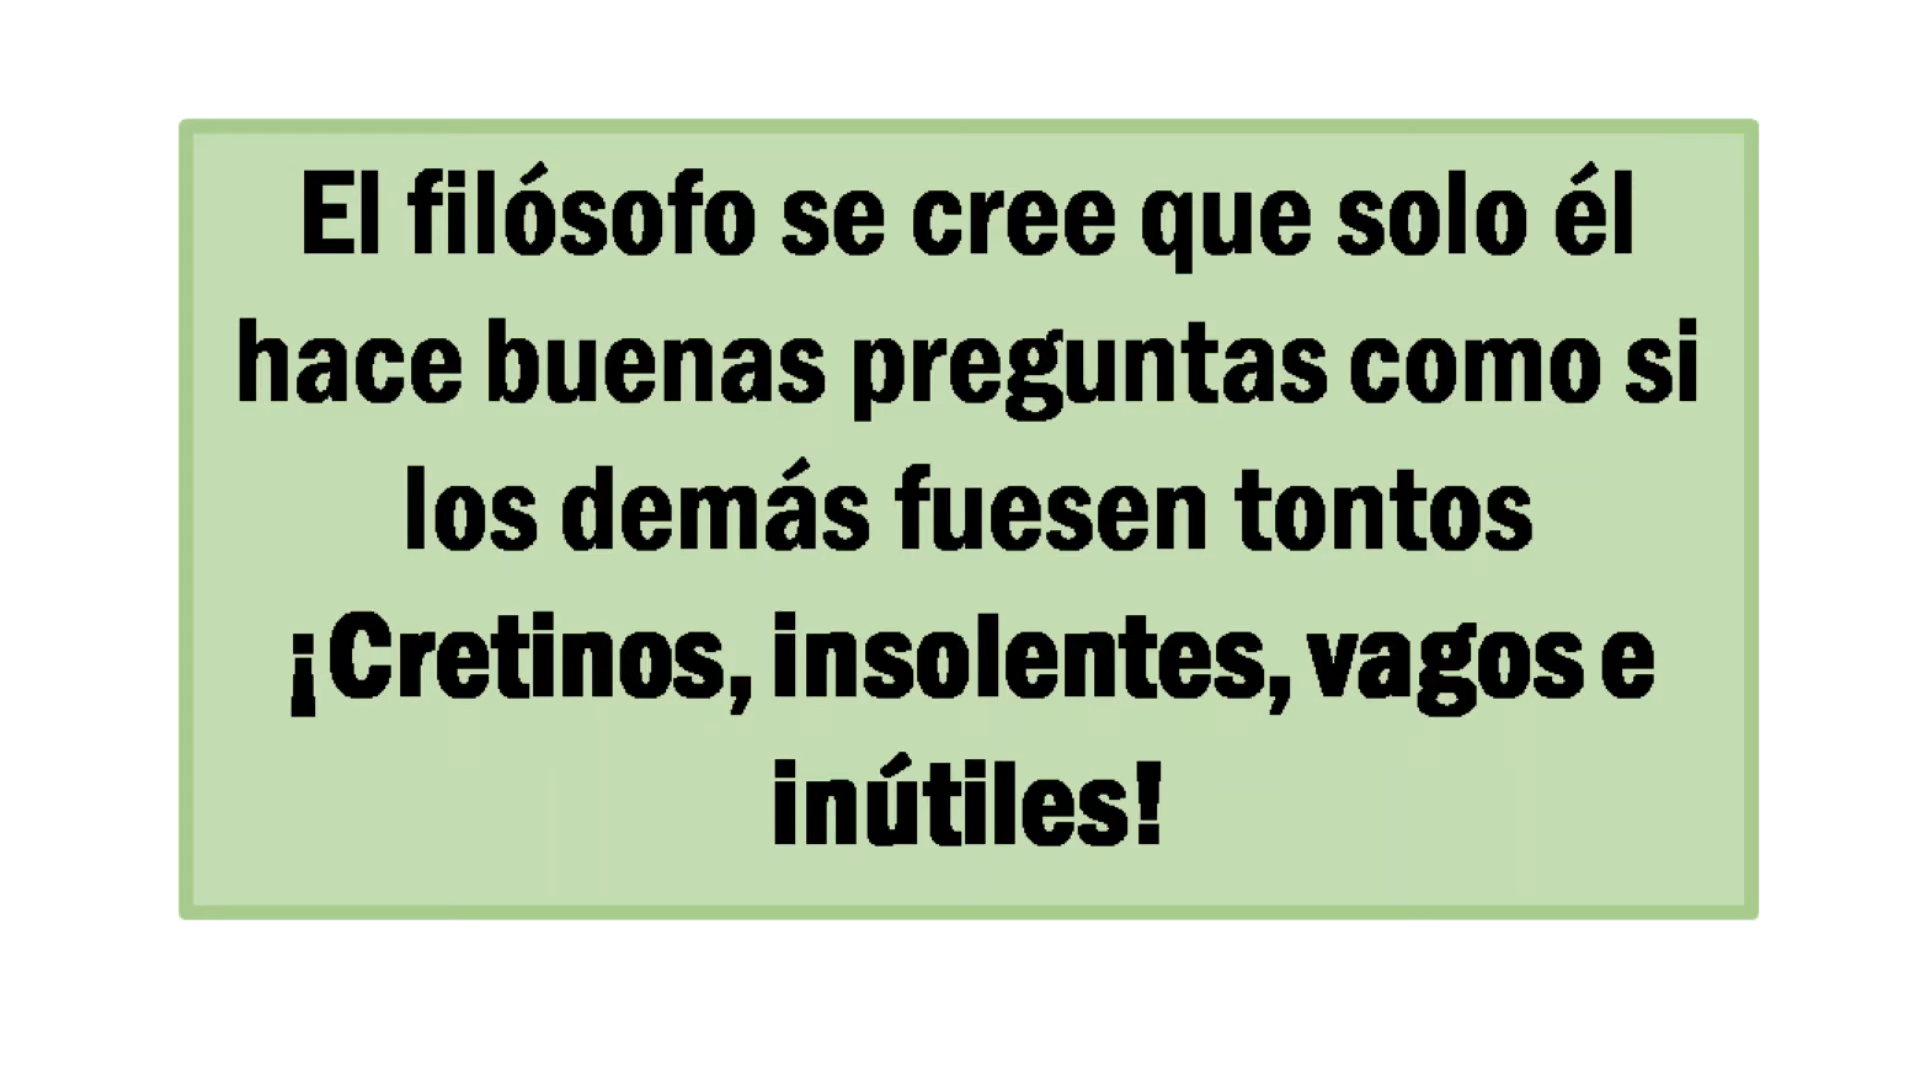 El filósofo se cree que solo él
hace buenas preguntas como si
los demás fuesen tontos
¡Cretinos, insolentes, vagos e
inútiles!